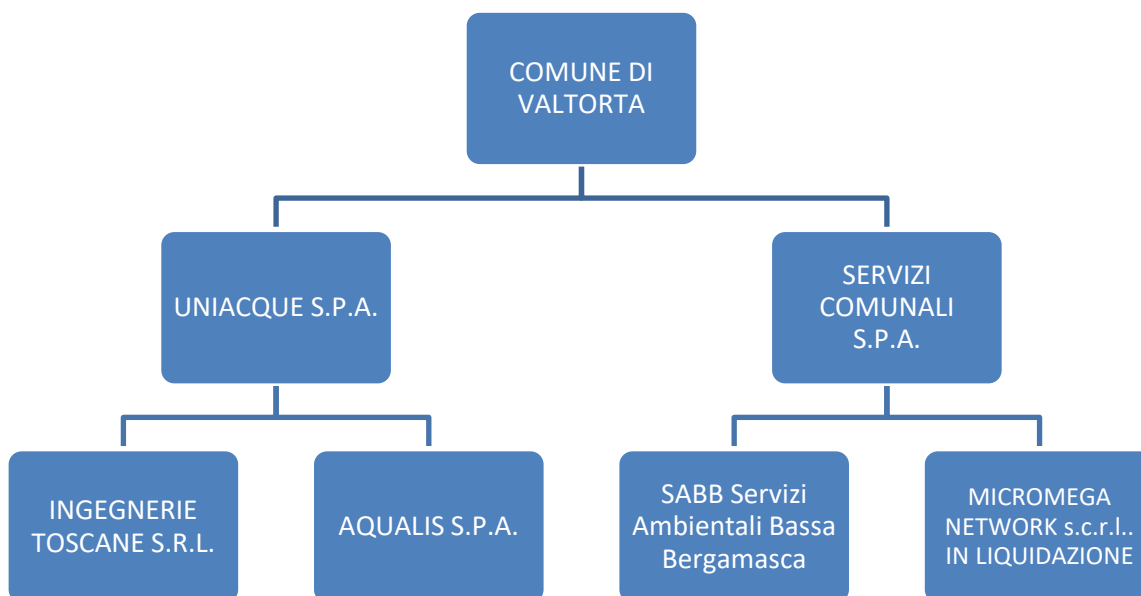 COMUNE DI
VALTORTA
UNIACQUE S.P.A.
SERVIZI
COMUNALI
S.P.A.
INGEGNERIE
TOSCANE S.R.L.
AQUALIS S.P.A.
SABB Servizi
Ambientali Bassa
Bergamasca
MICROMEGA
NETWORK s.c.r.l..
IN LIQUIDAZIONE